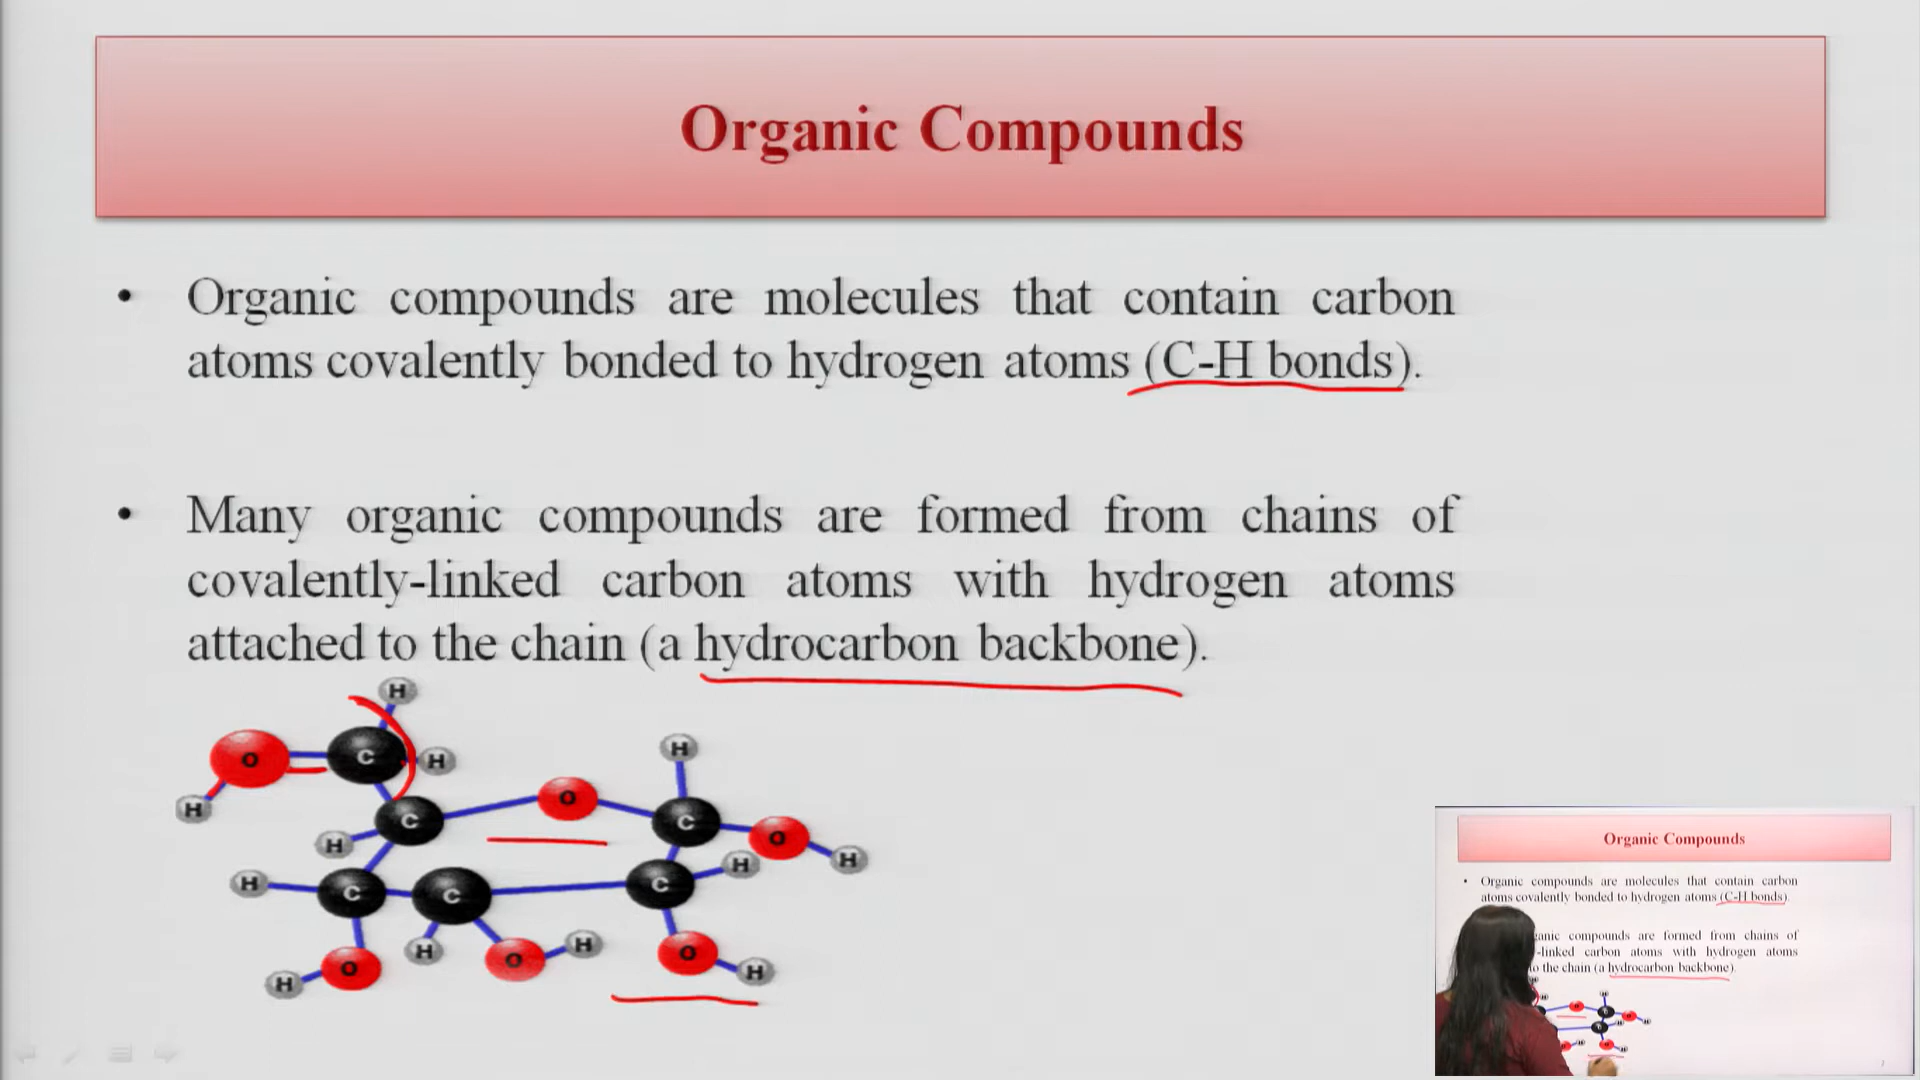 Organic Compounds
• Organic compounds are molecules that contain carbon
atoms covalently bonded to hydrogen atoms (C-H bonds).
• Many organic compounds are formed from chains of
covalently-linked carbon atoms with hydrogen atoms
attached to the chain (a hydrocarbon backbone).
H
O C H
H
H
O
C C O H
H
H
H C C C
H O H O
H O H
Organic Compounds
• Organic compounds are molecules that contain carbon
atoms covalently bonded to hydrogen atoms (C-H bonds).
compounds are formed from chains of
-linked carbon atoms with hydrogen atoms
to the chain (a hydrocarbon backbone).